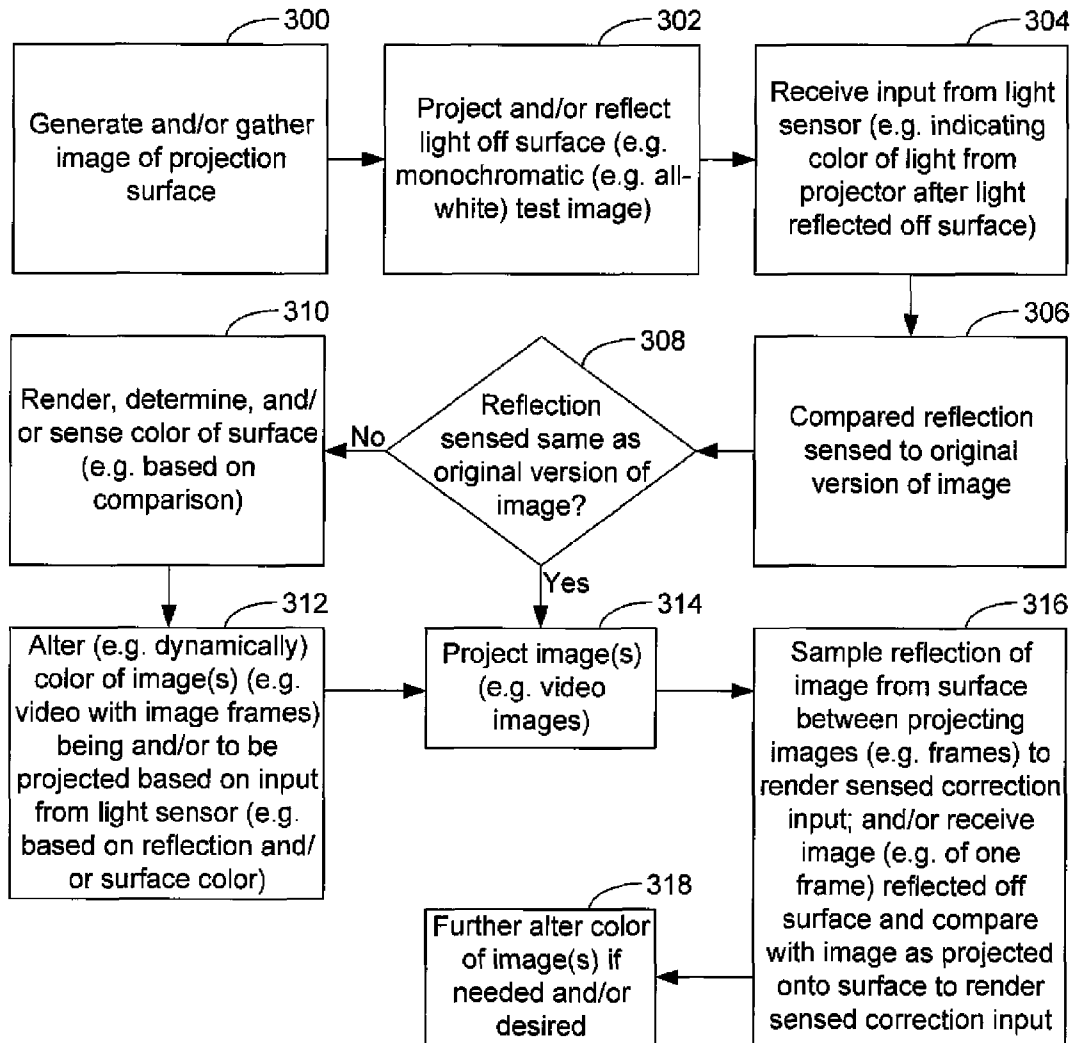 300
Generate and/or gather
image of projection
surface
302
Project and/or reflect
light off surface (e.g.
monochromatic (e.g. all-
white) test image)
304
Receive input from light
sensor (e.g. indicating
color of light from
projector after light
reflected off surface)
306
Compared reflection
sensed to original
version of image
308
Reflection
sensed same as
original version of
image?
No
Yes
310
Render, determine, and/
or sense color of surface
(e.g. based on
comparison)
312
Alter (e.g. dynamically)
color of image(s) (e.g.
video with image frames)
being and/or to be
projected based on input
from light sensor (e.g.
based on reflection and/
or surface color)
314
Project image(s)
(e.g. video
images)
316
Sample reflection of
image from surface
between projecting
images (e.g. frames) to
render sensed correction
input; and/or receive
image (e.g. of one
frame) reflected off
surface and compare
with image as projected
onto surface to render
sensed correction input
318
Further alter color
of image(s) if
needed and/or
desired